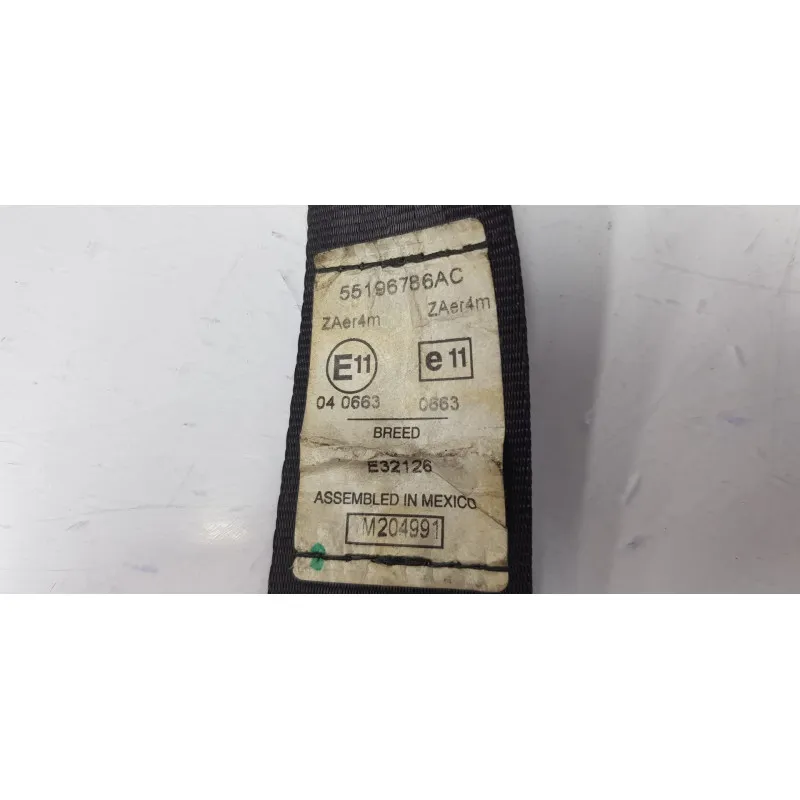 55196786AC
ZAer4m ZAer4m
E11 e11
04 0663 0663
BREED
E32126
ASSEMBLED IN MEXICO
M204991